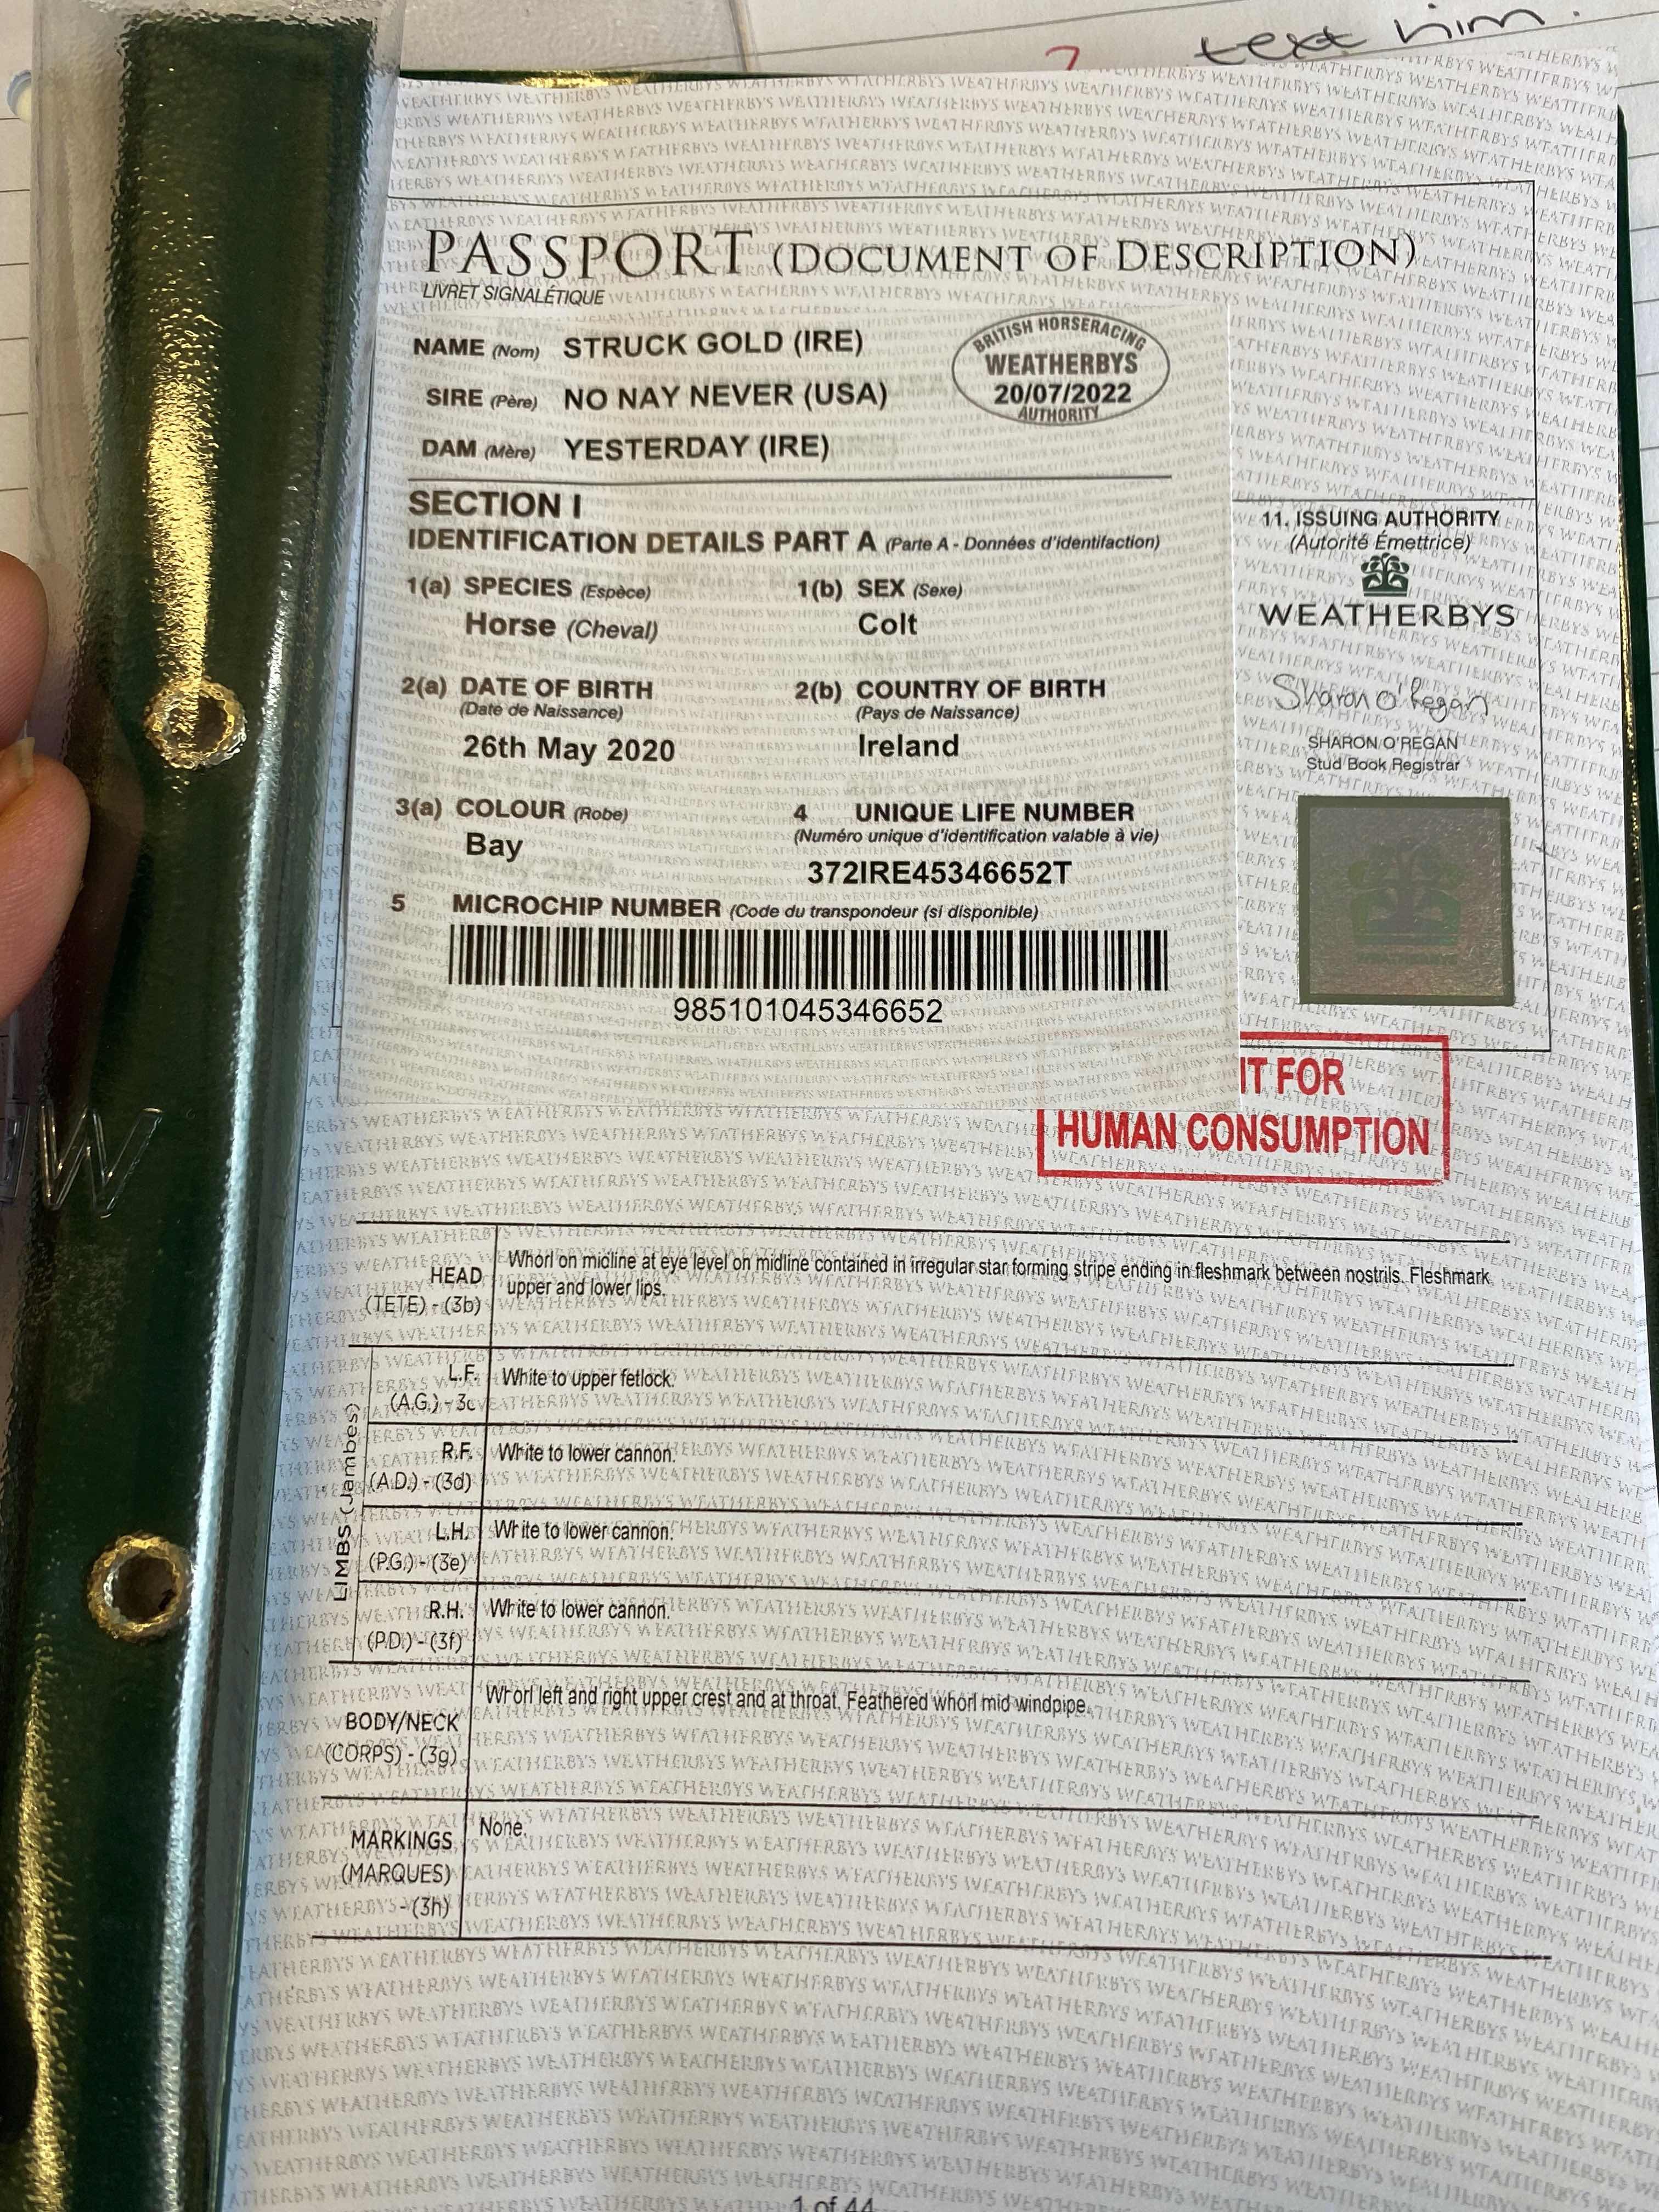 text him.
PASSPORT (DOCUMENT OF DESCRIPTION)
LIVRET SIGNALÉTIQUE
NAME (Nom) STRUCK GOLD (IRE)
SIRE (Père) NO NAY NEVER (USA)
DAM (Mère) YESTERDAY (IRE)
BRITISH HORSERACING
WEATHERBYS
20/07/2022
AUTHORITY
SECTION I
IDENTIFICATION DETAILS PART A (Parte A - Données d'identifaction)
1(a) SPECIES (Espèce) 1(b) SEX (Sexe)
Horse (Cheval) Colt
2(a) DATE OF BIRTH 2(b) COUNTRY OF BIRTH
(Date de Naissance) (Pays de Naissance)
26th May 2020 Ireland
3(a) COLOUR (Robe) 4 UNIQUE LIFE NUMBER
(Numéro unique d'identification valable à vie)
Bay 372IRE45346652T
5 MICROCHIP NUMBER (Code du transpondeur (si disponible)
985101045346652
11. ISSUING AUTHORITY
(Autorité Émettrice)
WEATHERBYS
Sharon O'Regan
SHARON O'REGAN
Stud Book Registrar
WEATHERBYS
IT FOR
HUMAN CONSUMPTION
W
HEAD
(TETE) - (3b)
Whorl on midline at eye level on midline contained in irregular star forming stripe ending in fleshmark between nostrils. Fleshmark
upper and lower lips.
LIMBS (Jambes)
L.F. White to upper fetlock.
(A.G.) - 3c
R.F. White to lower cannon.
(A.D.) - (3d)
L.H. White to lower cannon.
(P.G.) - (3e)
R.H. White to lower cannon.
(P.D.) - (3f)
BODY/NECK
(CORPS) - (3g)
Whorl left and right upper crest and at throat. Feathered whorl mid windpipe.
MARKINGS None.
(MARQUES)
- (3h)
1 of 44